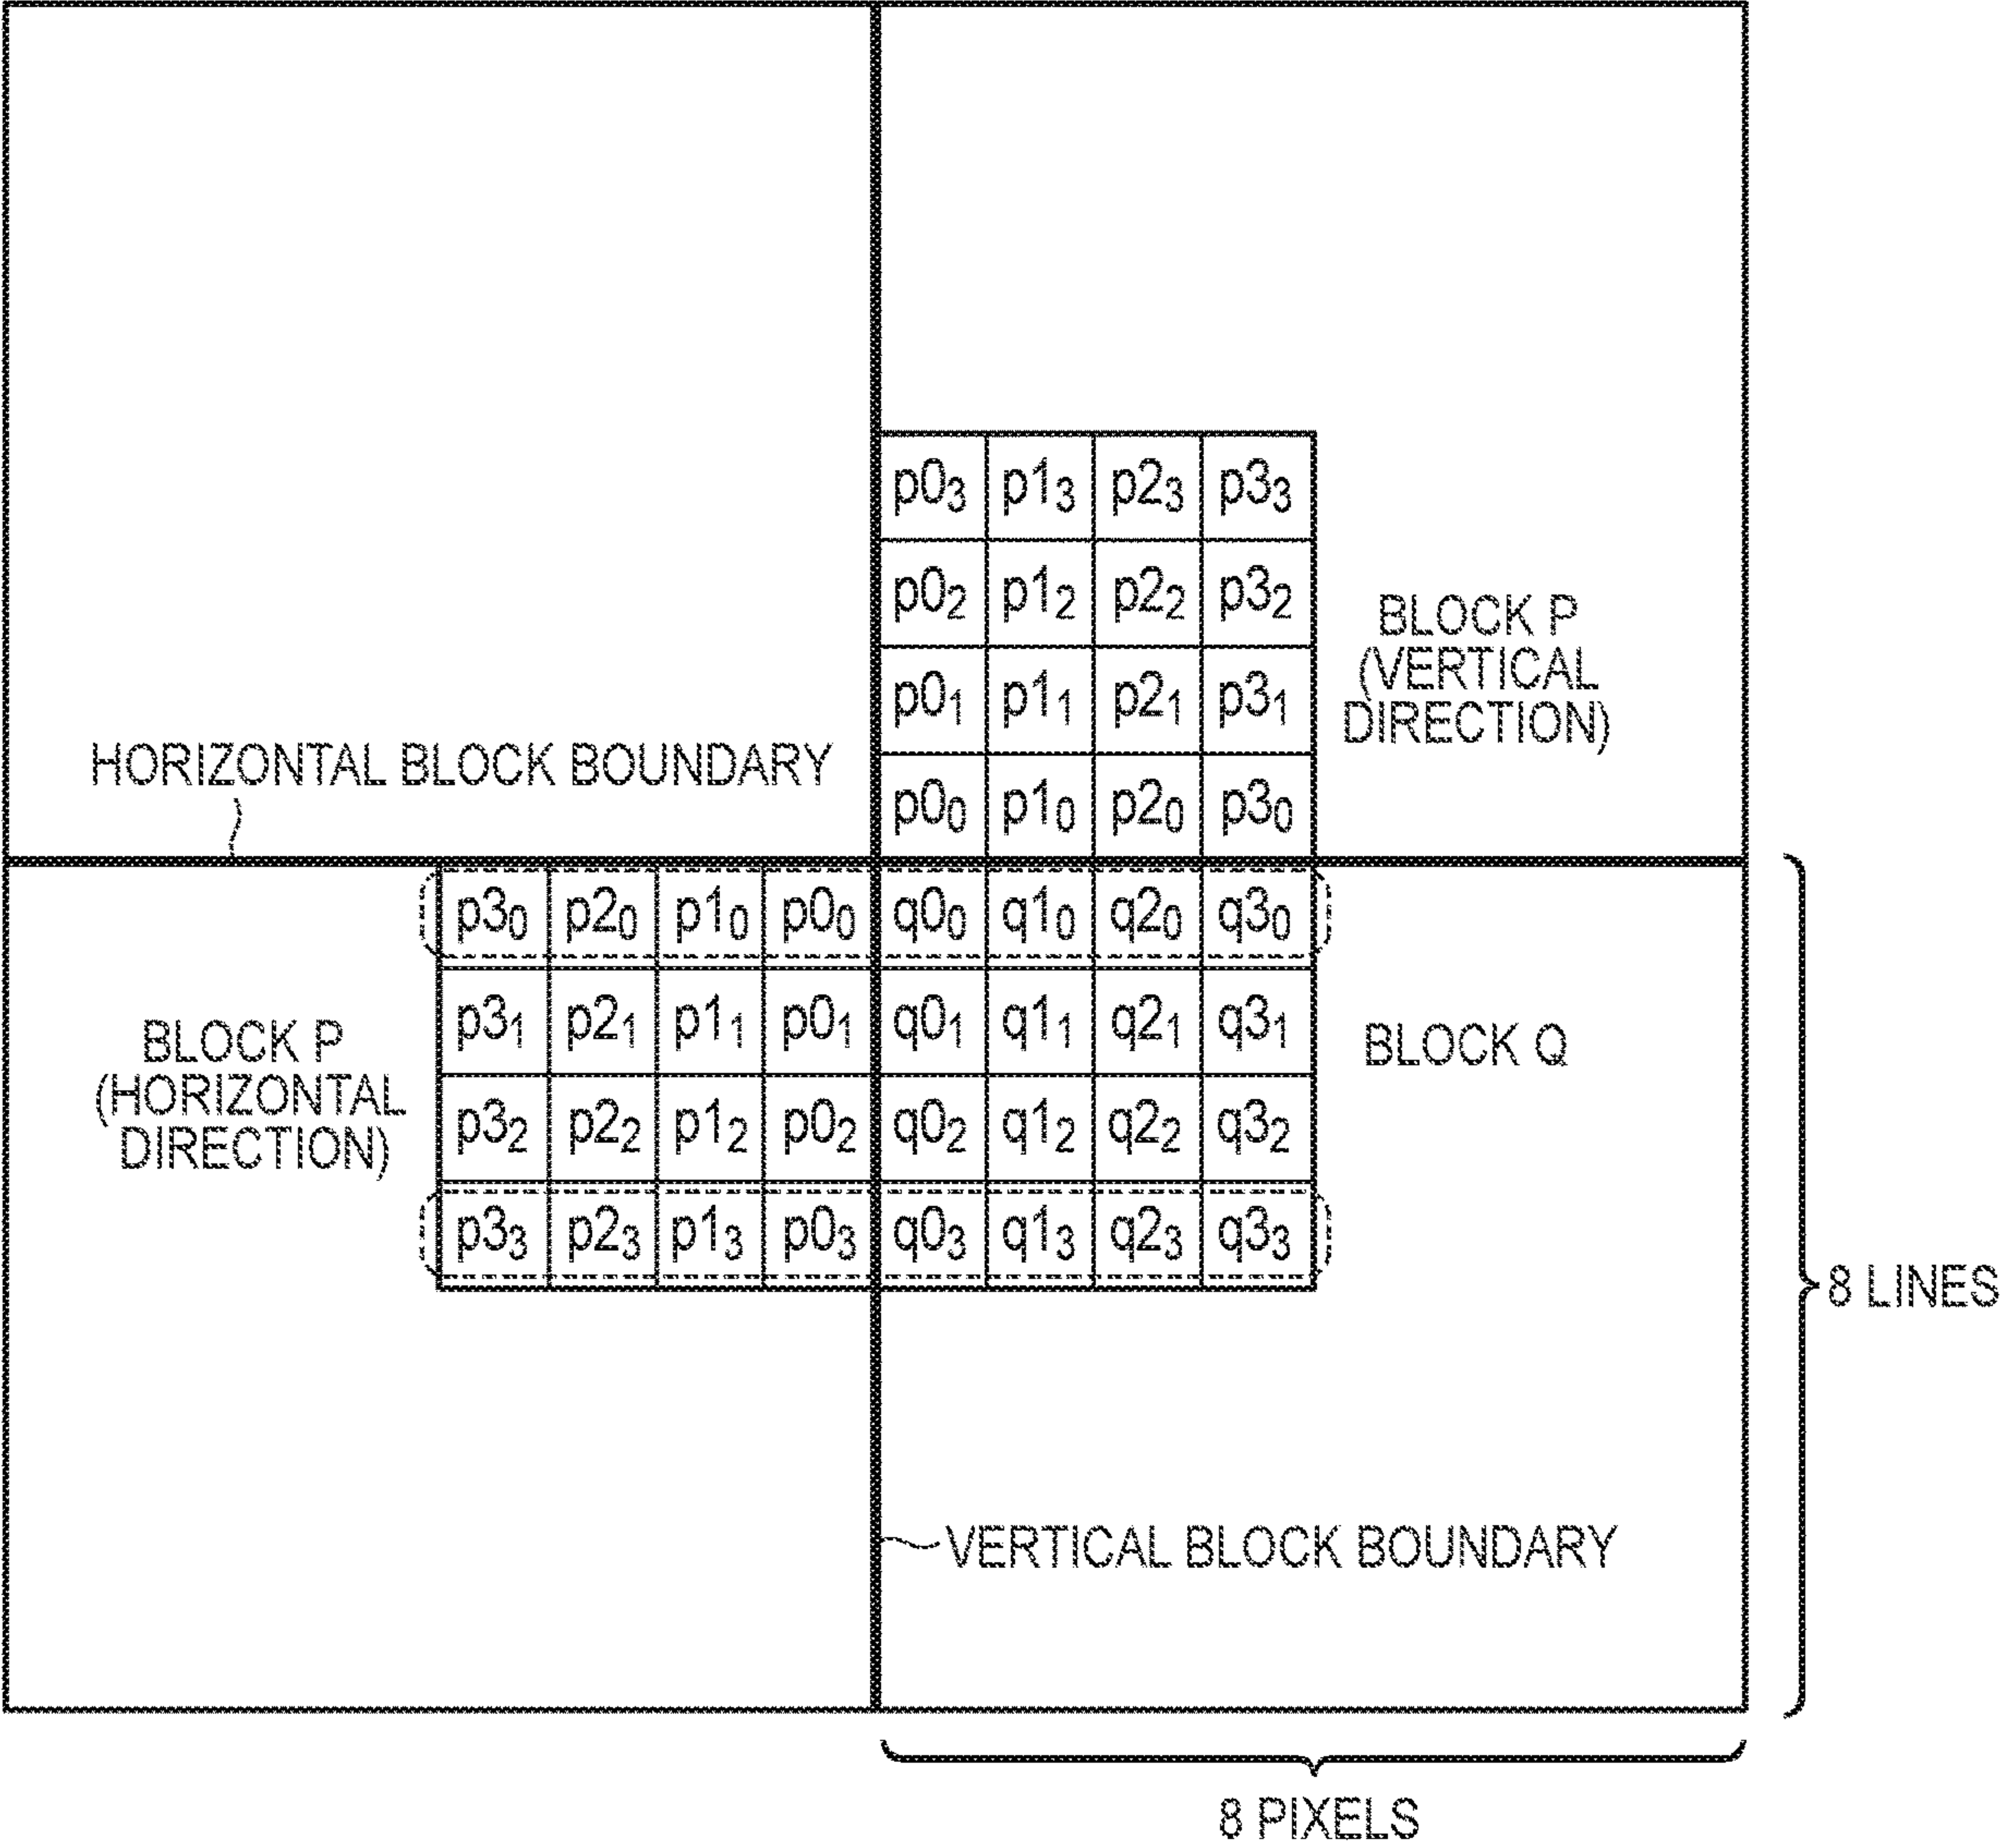 p0₃ p1₃ p2₃ p3₃
p0₂ p1₂ p2₂ p3₂
p0₁ p1₁ p2₁ p3₁
p0₀ p1₀ p2₀ p3₀
BLOCK P
(VERTICAL
DIRECTION)
HORIZONTAL BLOCK BOUNDARY
p3₀ p2₀ p1₀ p0₀ q0₀ q1₀ q2₀ q3₀
p3₁ p2₁ p1₁ p0₁ q0₁ q1₁ q2₁ q3₁
p3₂ p2₂ p1₂ p0₂ q0₂ q1₂ q2₂ q3₂
p3₃ p2₃ p1₃ p0₃ q0₃ q1₃ q2₃ q3₃
BLOCK P
(HORIZONTAL
DIRECTION)
BLOCK Q
8 LINES
VERTICAL BLOCK BOUNDARY
8 PIXELS